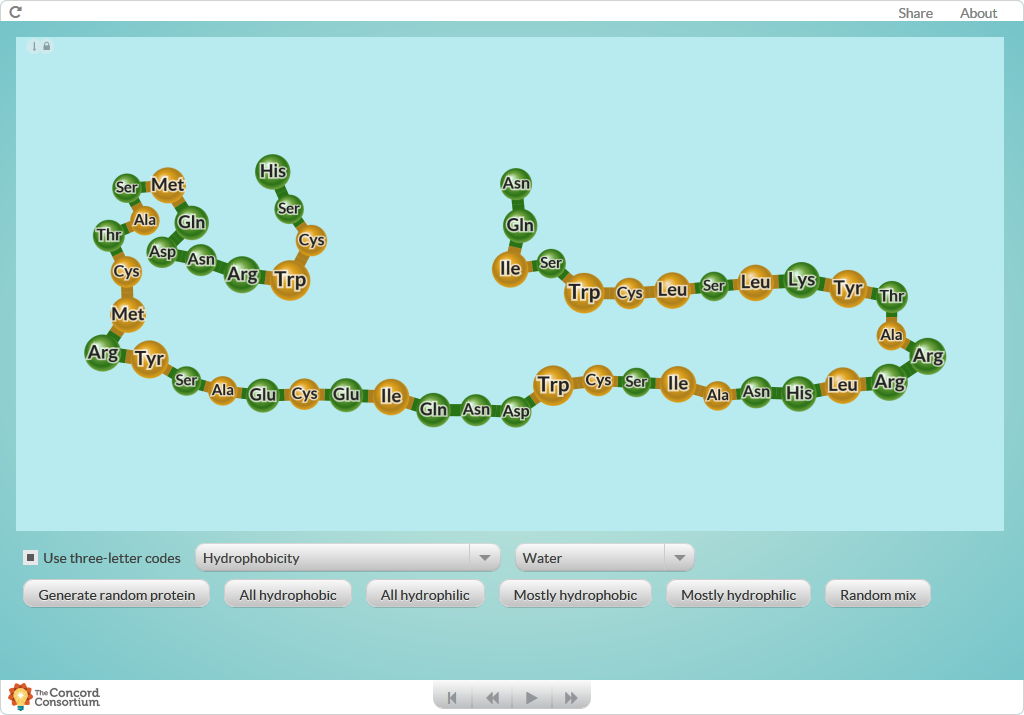 Share About
His
Ser
Cys
Trp
Arg
Asn
Asp
Gln
Met
Ser
Ala
Thr
Cys
Met
Arg
Tyr
Ser
Ala
Glu
Cys
Glu
Ile
Gln
Asn
Asp
Trp
Cys
Ser
Ile
Ala
Asn
His
Leu
Arg
Arg
Ala
Thr
Tyr
Lys
Leu
Ser
Leu
Cys
Trp
Ser
Ile
Gln
Asn
Use three-letter codes Hydrophobicity Water
Generate random protein All hydrophobic All hydrophilic Mostly hydrophobic Mostly hydrophilic Random mix
The Concord
Consortium